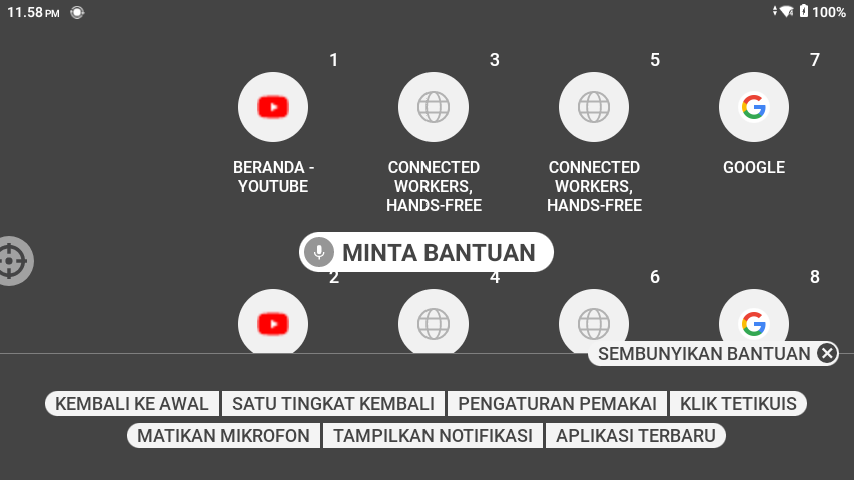 11.58 PM
100%
1
3
5
7
BERANDA -
YOUTUBE
CONNECTED
WORKERS,
HANDS-FREE
CONNECTED
WORKERS,
HANDS-FREE
GOOGLE
MINTA BANTUAN
2
4
6
8
SEMBUNYIKAN BANTUAN
KEMBALI KE AWAL
SATU TINGKAT KEMBALI
PENGATURAN PEMAKAI
KLIK TETIKUIS
MATIKAN MIKROFON
TAMPILKAN NOTIFIKASI
APLIKASI TERBARU